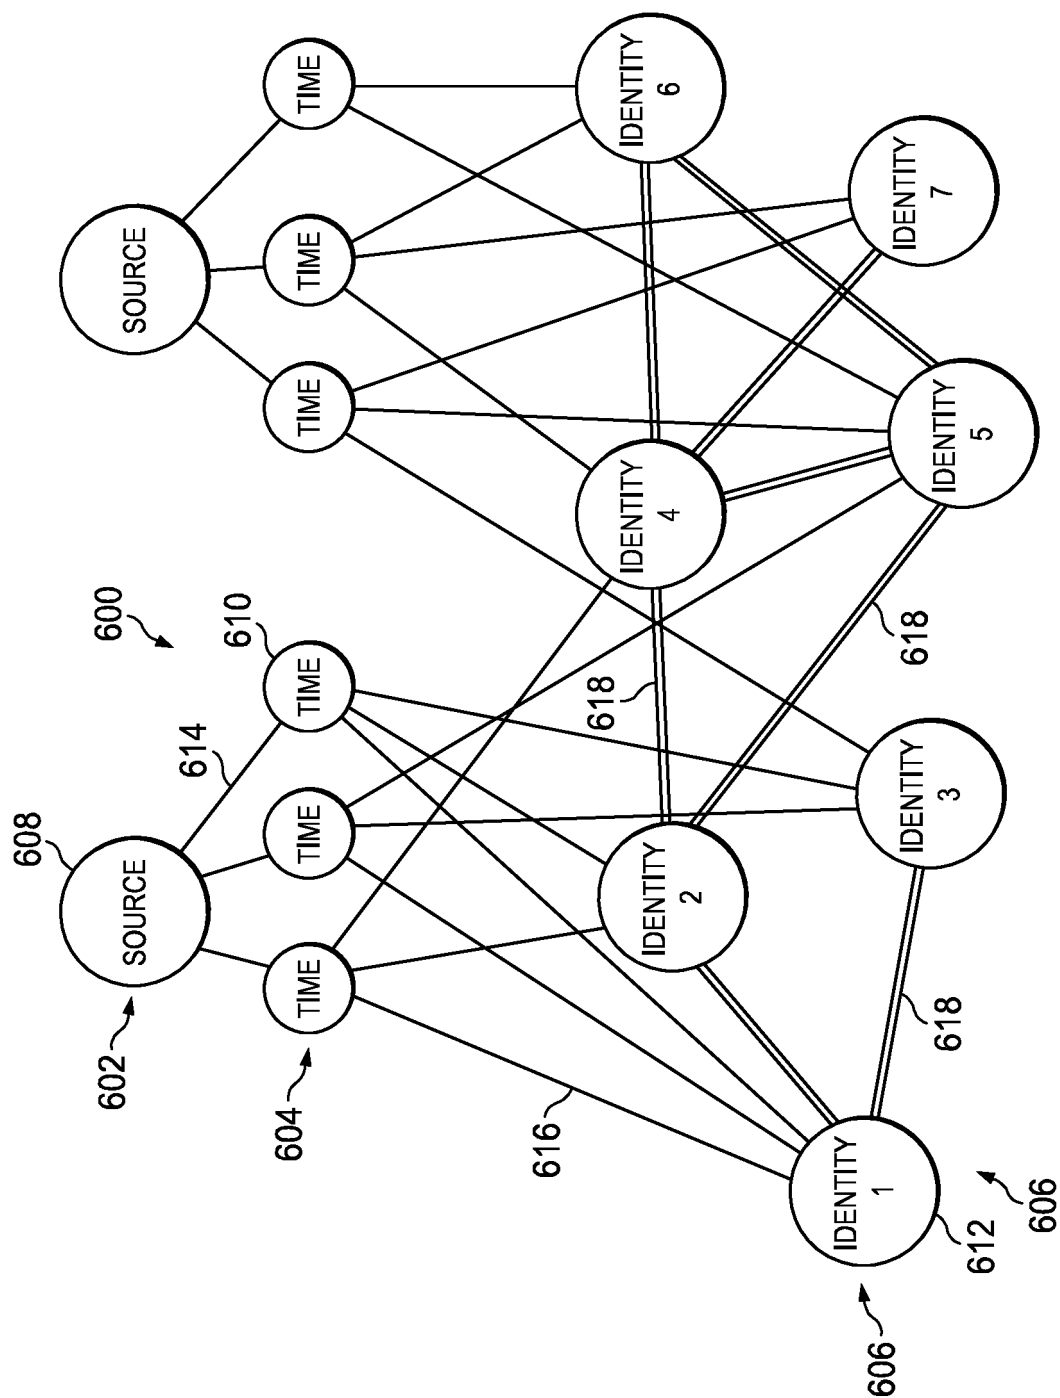 600
602
608
SOURCE
SOURCE
614
610
604
TIME
TIME
TIME
TIME
TIME
TIME
616
618
IDENTITY
2
IDENTITY
4
IDENTITY
6
606
IDENTITY
1
612
606
618
IDENTITY
3
618
IDENTITY
5
IDENTITY
7